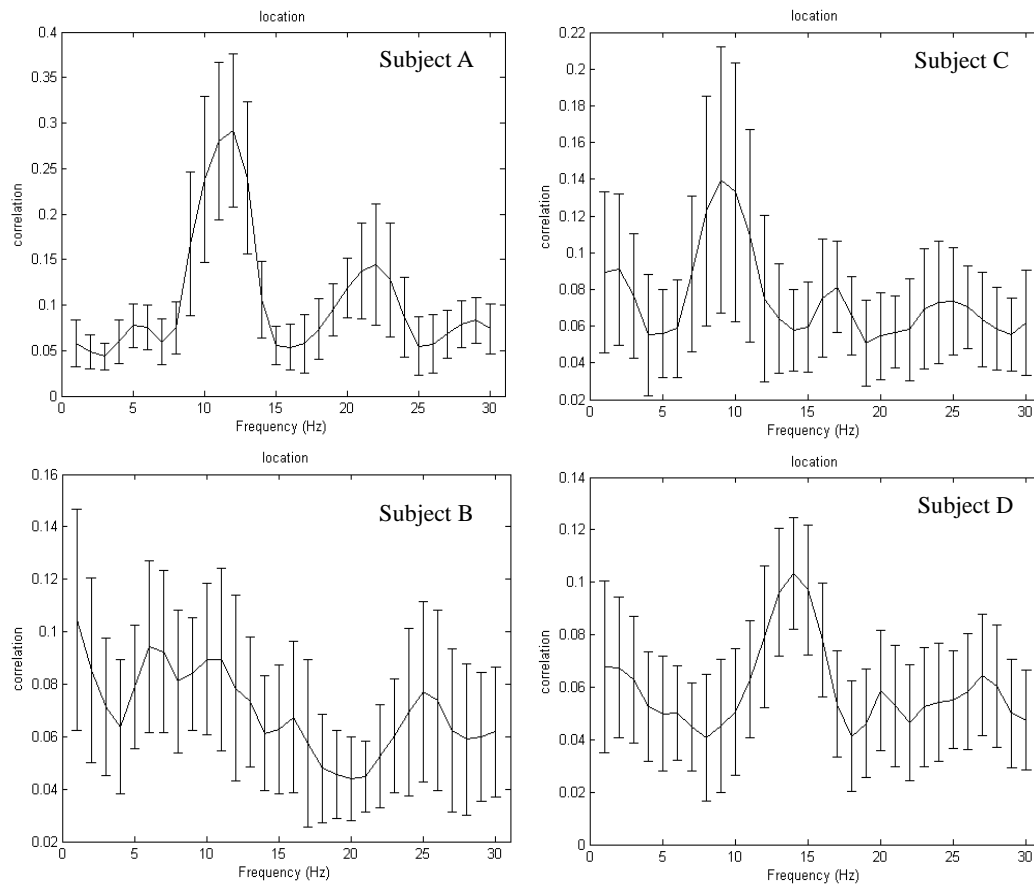 location
Subject A
0.4
0.35
0.3
0.25
0.2
0.15
0.1
0.05
0
correlation
0 5 10 15 20 25 30
Frequency (Hz)
location
Subject C
0.22
0.2
0.18
0.16
0.14
0.12
0.1
0.08
0.06
0.04
0.02
correlation
0 5 10 15 20 25 30
Frequency (Hz)
location
Subject B
0.16
0.14
0.12
0.1
0.08
0.06
0.04
0.02
correlation
0 5 10 15 20 25 30
Frequency (Hz)
location
Subject D
0.14
0.12
0.1
0.08
0.06
0.04
0.02
0
correlation
0 5 10 15 20 25 30
Frequency (Hz)